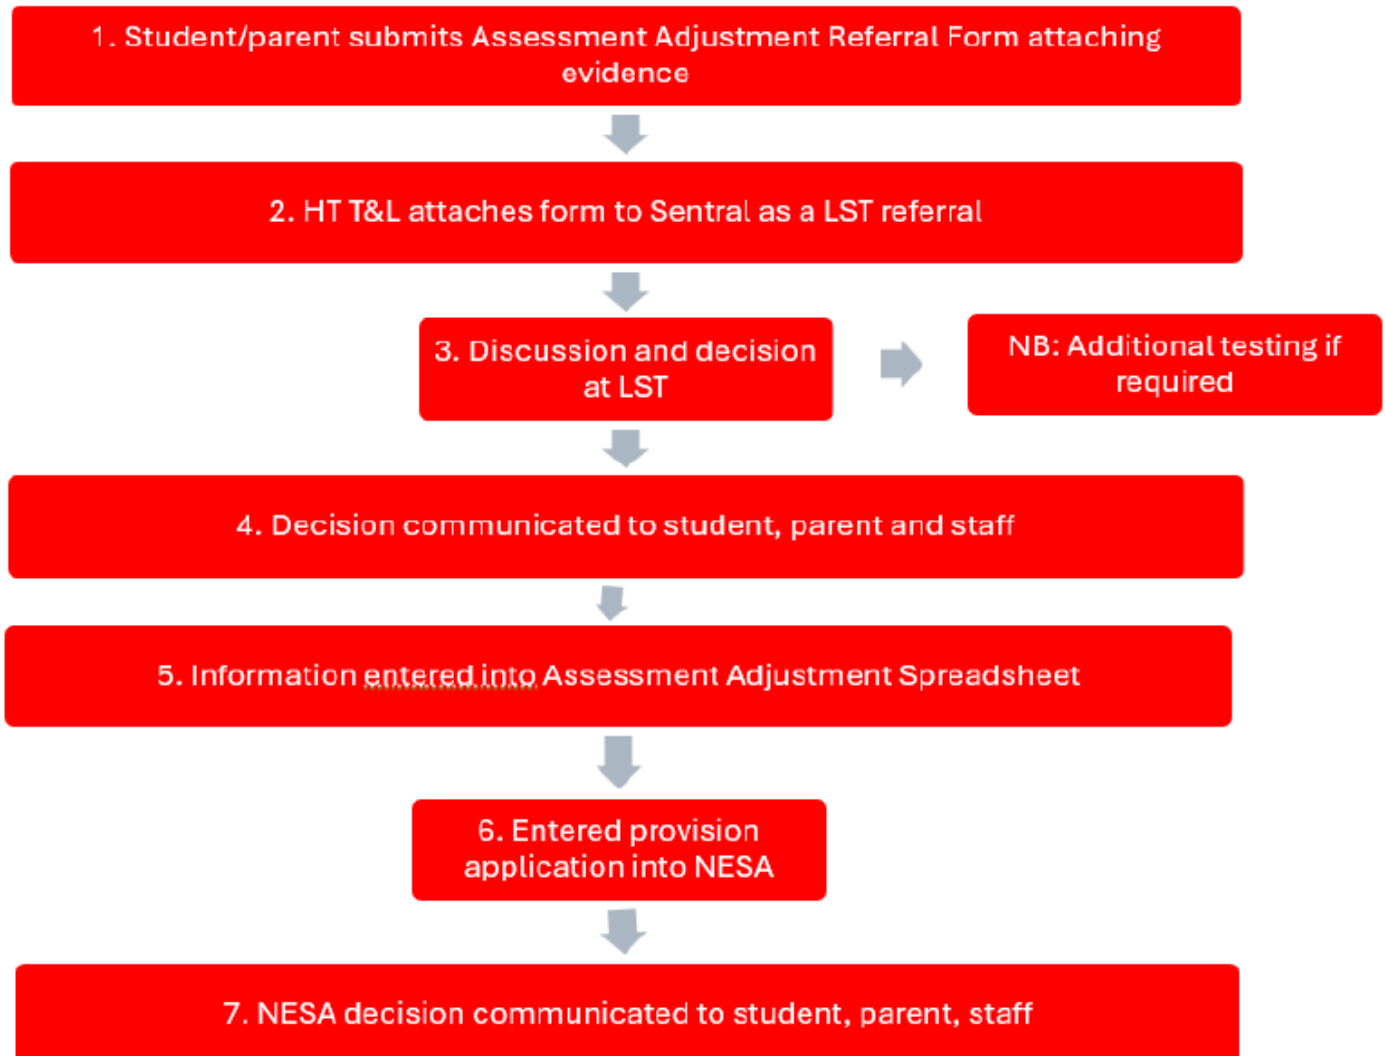 1. Student/parent submits Assessment Adjustment Referral Form attaching
evidence
2. HT T&L attaches form to Sentral as a LST referral
3. Discussion and decision
at LST
NB: Additional testing if
required
4. Decision communicated to student, parent and staff
5. Information entered into Assessment Adjustment Spreadsheet
6. Entered provision
application into NESA
7. NESA decision communicated to student, parent, staff